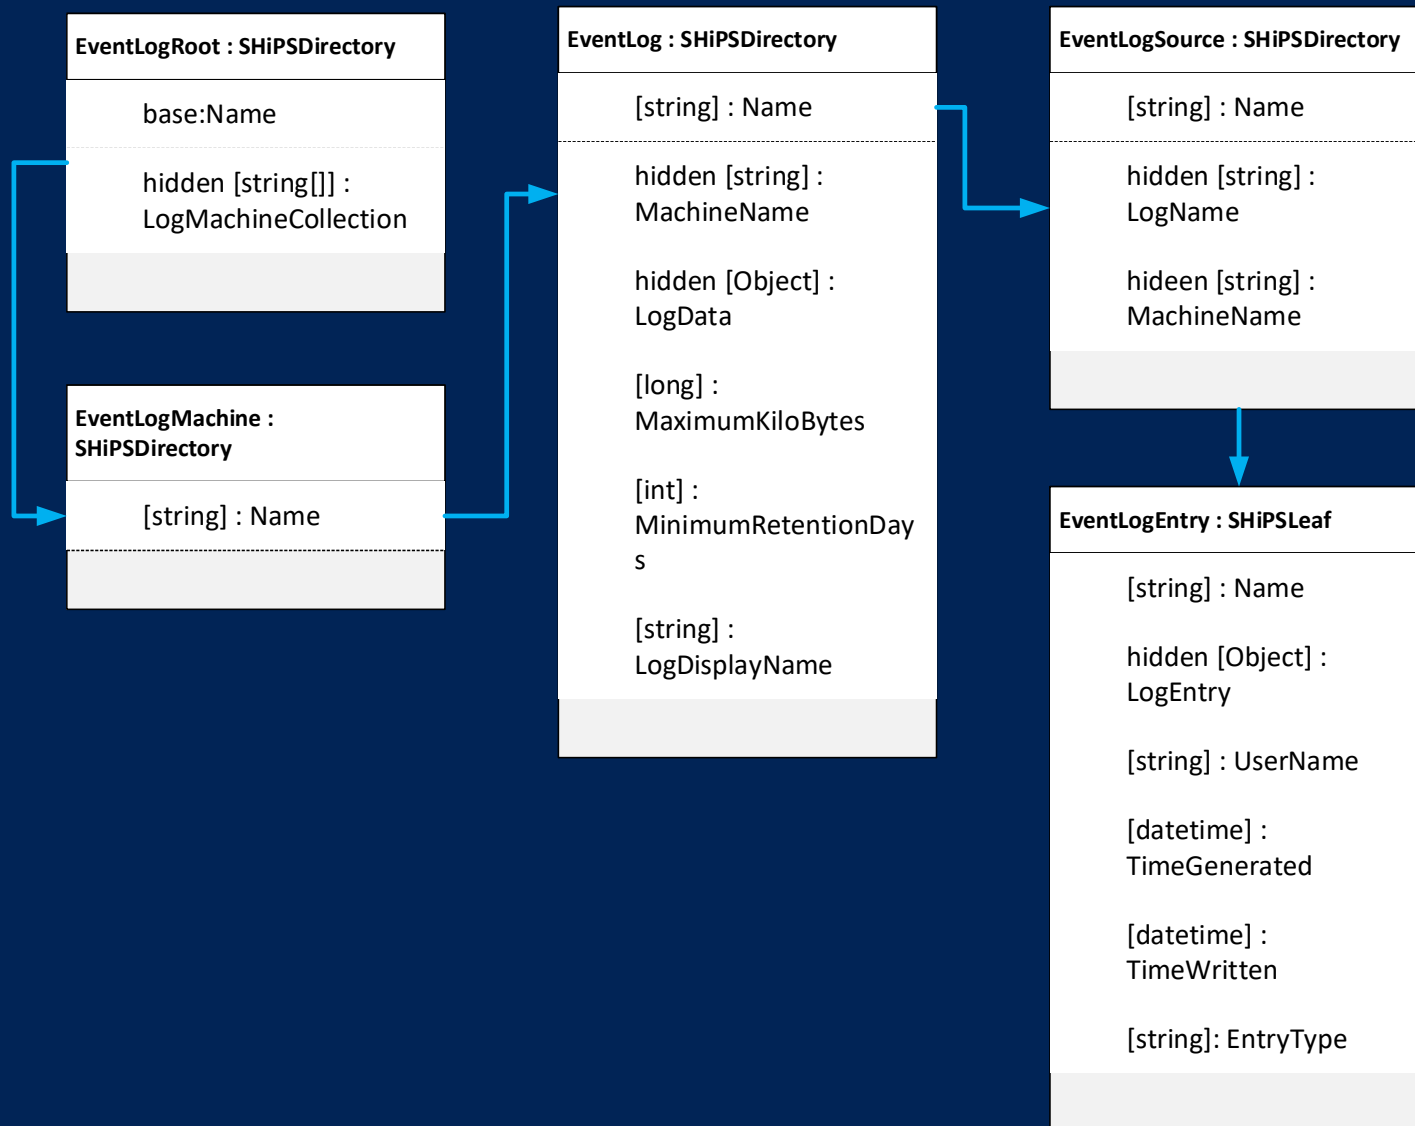 EventLogRoot : SHiPSDirectory
base:Name
hidden [string[]] :
LogMachineCollection
EventLogMachine :
SHiPSDirectory
[string] : Name
EventLog : SHiPSDirectory
[string] : Name
hidden [string] :
MachineName
hidden [Object] :
LogData
[long] :
MaximumKiloBytes
[int] :
MinimumRetentionDay
s
[string] :
LogDisplayName
EventLogSource : SHiPSDirectory
[string] : Name
hidden [string] :
LogName
hideen [string] :
MachineName
EventLogEntry : SHiPSLeaf
[string] : Name
hidden [Object] :
LogEntry
[string] : UserName
[datetime] :
TimeGenerated
[datetime] :
TimeWritten
[string]: EntryType